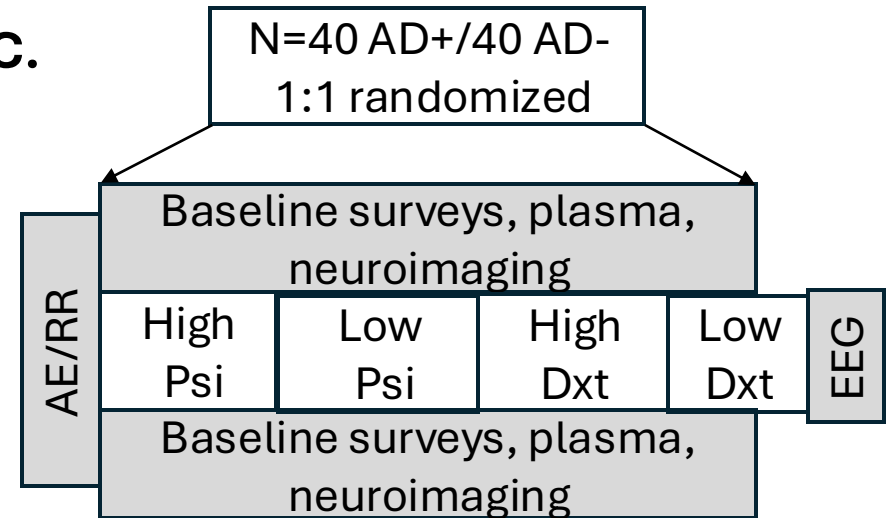 c.
N=40 AD+/40 AD-
1:1 randomized
Baseline surveys, plasma,
neuroimaging
AE/RR
High
Psi
Low
Psi
High
Dxt
Low
Dxt
EEG
Baseline surveys, plasma,
neuroimaging